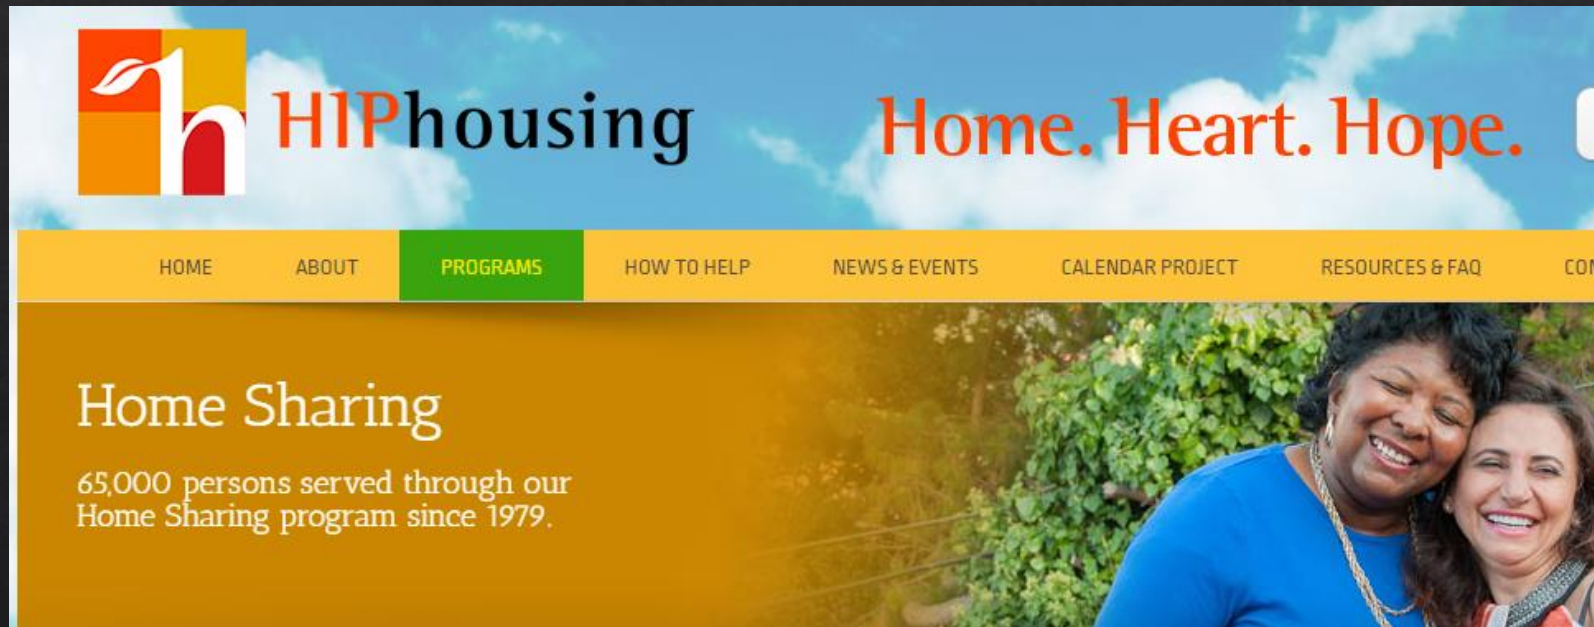 HIPhousing
Home. Heart. Hope.
HOME ABOUT PROGRAMS HOW TO HELP NEWS & EVENTS CALENDAR PROJECT RESOURCES & FAQ
Home Sharing
65,000 persons served through our
Home Sharing program since 1979.